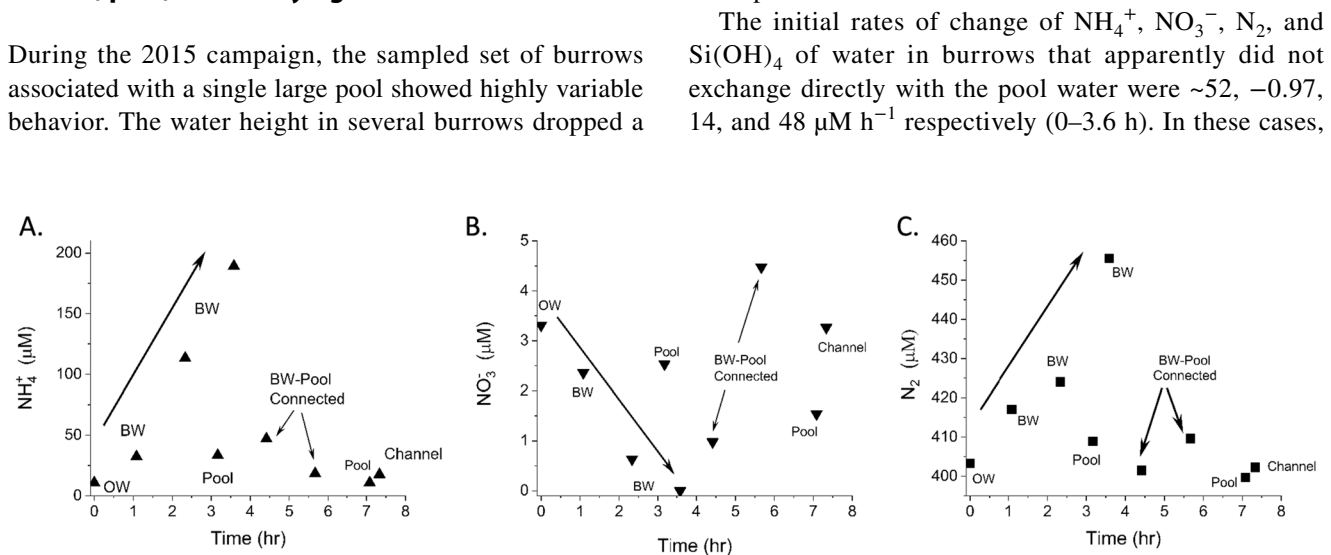 During the 2015 campaign, the sampled set of burrows
associated with a single large pool showed highly variable
behavior. The water height in several burrows dropped a
The initial rates of change of NH₄⁺, NO₃⁻, N₂, and
Si(OH)₄ of water in burrows that apparently did not
exchange directly with the pool water were ~52, −0.97,
14, and 48 μM h⁻¹ respectively (0–3.6 h). In these cases,
A.
200
150
100
50
0
NH₄⁺ (μM)
BW
BW
OW
Pool
BW-Pool
Connected
Pool
Channel
0 1 2 3 4 5 6 7 8
Time (hr)
B.
5
4
3
2
1
0
NO₃⁻ (μM)
OW
BW
BW
Pool
BW-Pool
Connected
Channel
Pool
0 1 2 3 4 5 6 7 8
Time (hr)
C.
460
450
440
430
420
410
400
N₂ (μM)
OW
BW
BW
BW
Pool
BW-Pool
Connected
Pool
Channel
0 1 2 3 4 5 6 7 8
Time (hr)